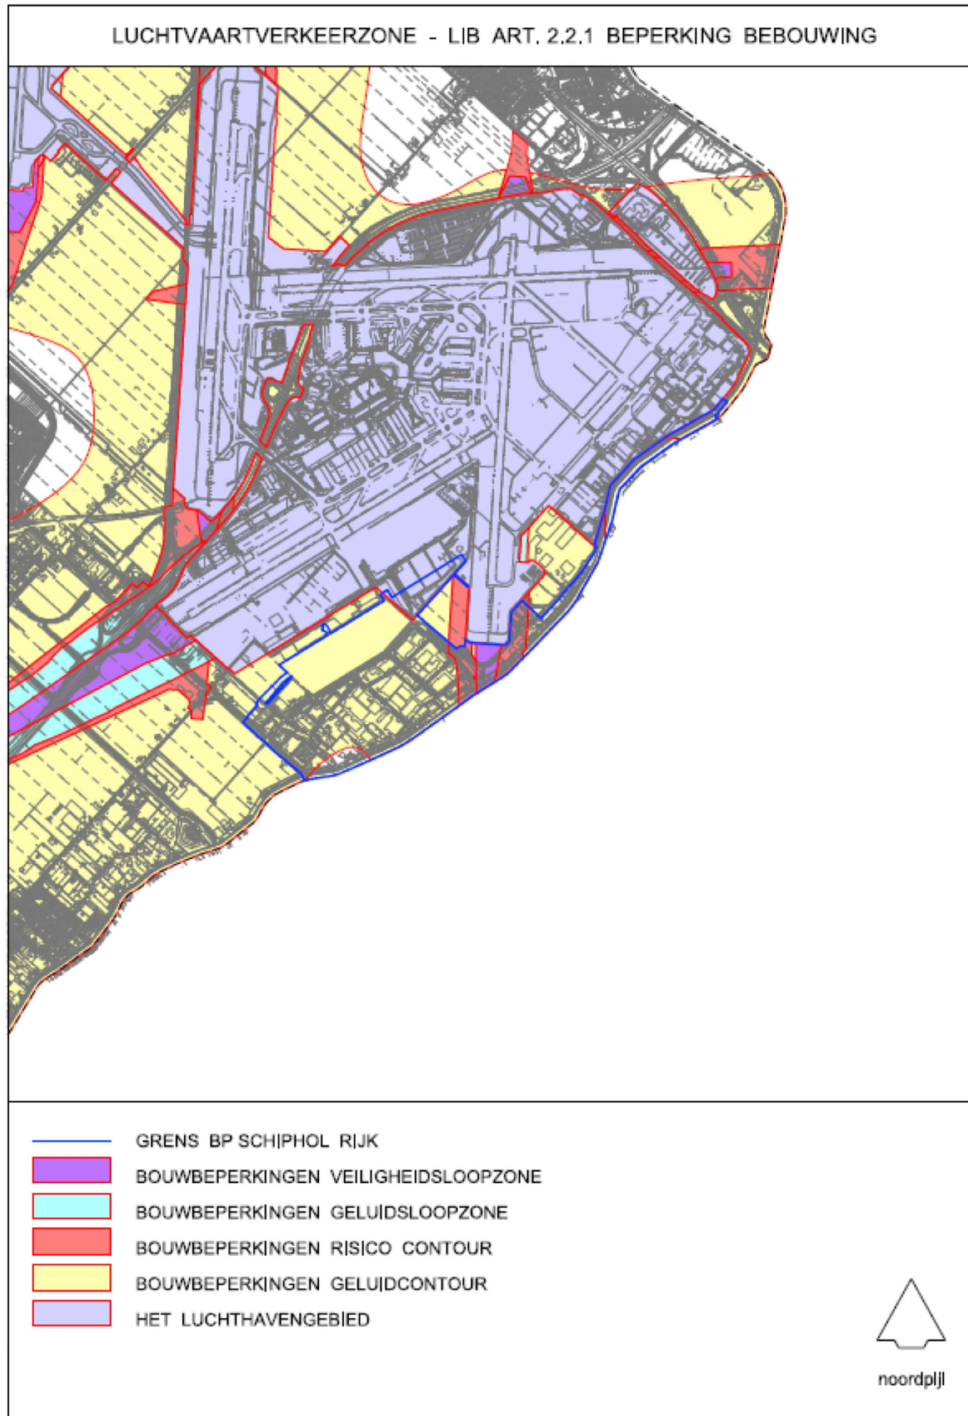 LUCHTVAARTVERKEERZONE - LIB ART. 2.2.1 BEPERKING BEBOUWING
GRENS BP SCHIPHOL RIJK
BOUWBEPERKINGEN VEILIGHEIDSLOOPZONE
BOUWBEPERKINGEN GELUIDSLOOPZONE
BOUWBEPERKINGEN RISICO CONTOUR
BOUWBEPERKINGEN GELUIDCONTOUR
HET LUCHTHAVENGEBIED
noordpijl